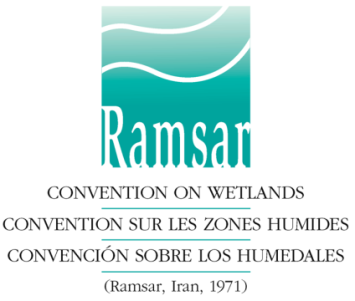 Ramsar
CONVENTION ON WETLANDS
CONVENTION SUR LES ZONES HUMIDES
CONVENCIÓN SOBRE LOS HUMEDALES
(Ramsar, Iran, 1971)